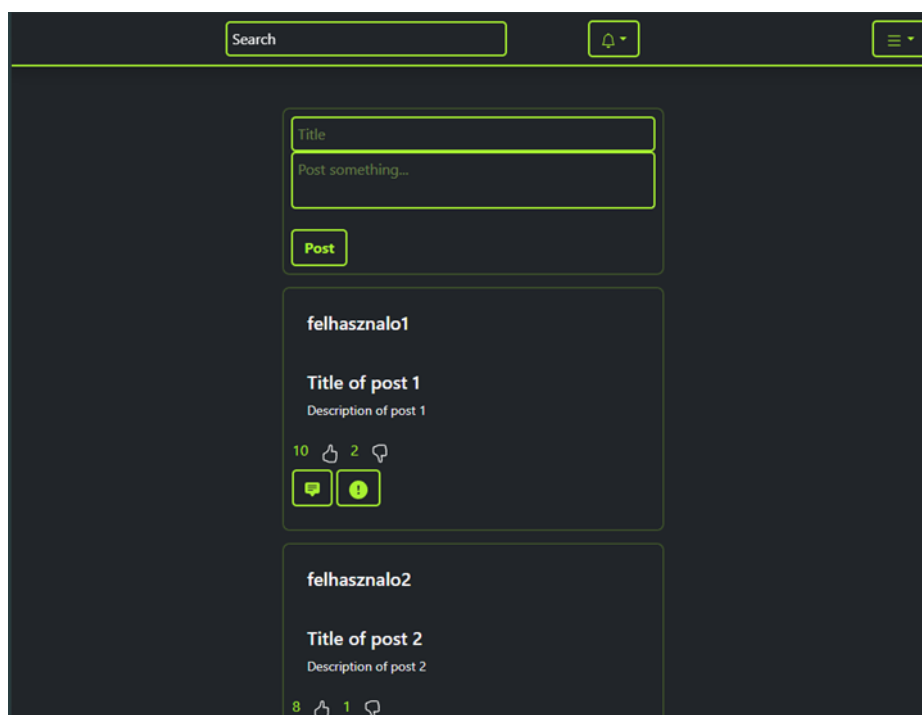 Search
Title
Post something...
Post
felhasznalo1
Title of post 1
Description of post 1
10 2
felhasznalo2
Title of post 2
Description of post 2
8 1